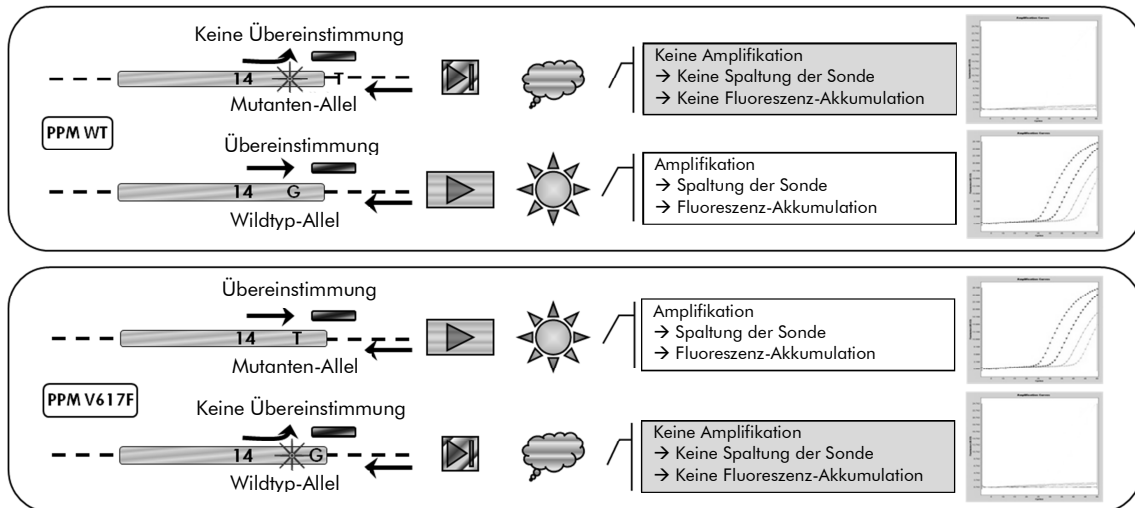 Keine Übereinstimmung
14 T
Mutanten-Allel
PPM WT
Keine Amplifikation
→ Keine Spaltung der Sonde
→ Keine Fluoreszenz-Akkumulation
Übereinstimmung
14 G
Wildtyp-Allel
Amplifikation
→ Spaltung der Sonde
→ Fluoreszenz-Akkumulation
Übereinstimmung
14 T
Mutanten-Allel
PPM V617F
Amplifikation
→ Spaltung der Sonde
→ Fluoreszenz-Akkumulation
Keine Übereinstimmung
14 G
Wildtyp-Allel
Keine Amplifikation
→ Keine Spaltung der Sonde
→ Keine Fluoreszenz-Akkumulation